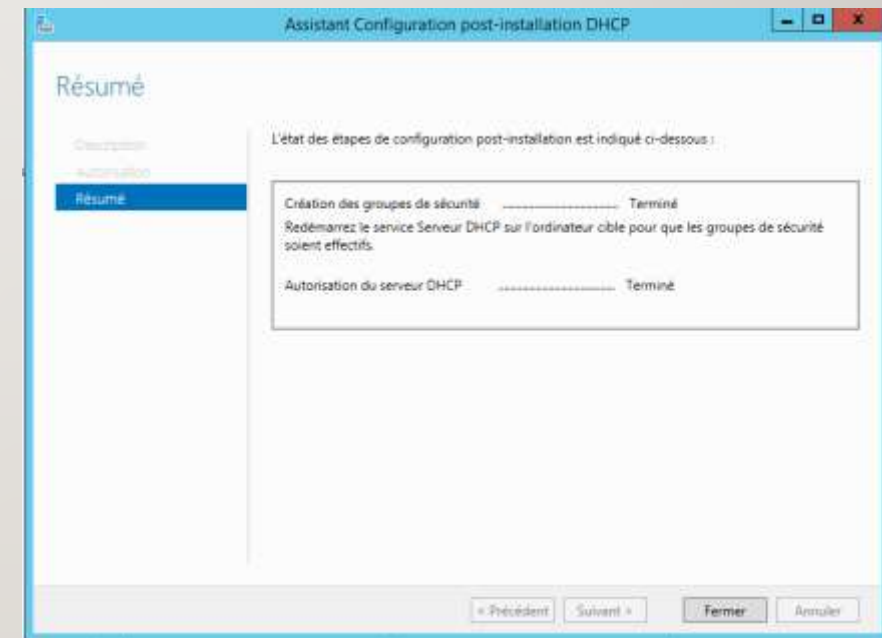 Assistant Configuration post-installation DHCP
Résumé
Description
Autorisation
Résumé
L'état des étapes de configuration post-installation est indiqué ci-dessous :
Création des groupes de sécurité ........................ Terminé
Redémarrez le service Serveur DHCP sur l'ordinateur cible pour que les groupes de sécurité
soient effectifs.
Autorisation du serveur DHCP ........................ Terminé
< Précédent
Suivant >
Fermer
Annuler